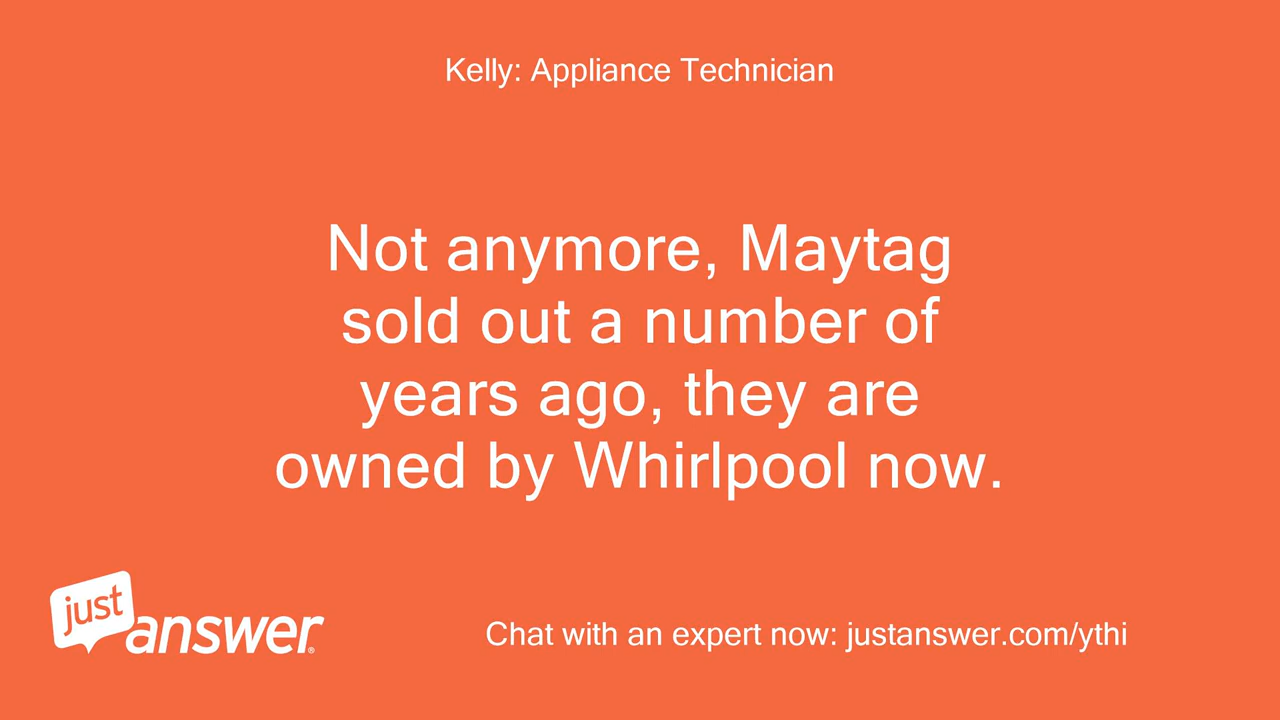 Kelly: Appliance Technician
Not anymore, Maytag
sold out a number of
years ago, they are
owned by Whirlpool now.
just
answer®
Chat with an expert now: justanswer.com/ythi